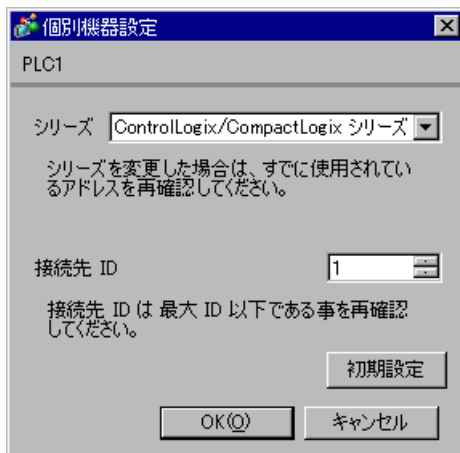 個別機器設定
PLC1
シリーズ ControlLogix/CompactLogix シリーズ
シリーズを変更した場合は、すでに使用されてい
るアドレスを再確認してください。
接続先 ID 1
接続先 ID は 最大 ID 以下である事を再確認
してください。
初期設定
OK(O) キャンセル